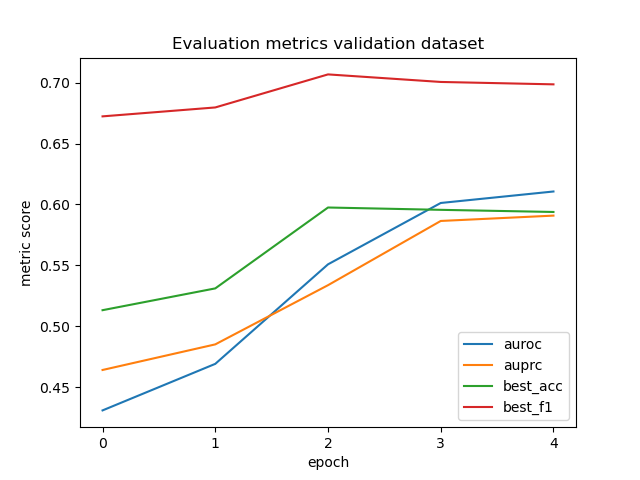 Evaluation metrics validation dataset
metric score
0.70
0.65
0.60
0.55
0.50
0.45
auroc
auprc
best_acc
best_f1
0 1 2 3 4
epoch